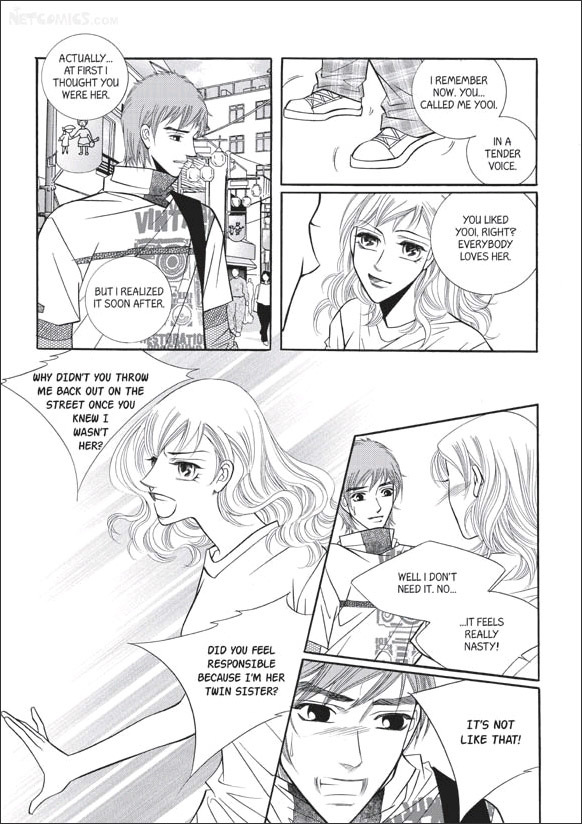 NETCOMICS.COM
ACTUALLY...
AT FIRST I
THOUGHT YOU
WERE HER.
VINTA
BUT I REALIZED
IT SOON AFTER.
I REMEMBER
NOW. YOU...
CALLED ME YOOI.
IN A
TENDER
VOICE.
YOU LIKED
YOOI, RIGHT?
EVERYBODY
LOVES HER.
WHY DIDN'T YOU THROW
ME BACK OUT ON THE
STREET ONCE YOU
KNEW I
WASN'T
HER?
WELL I DON'T
NEED IT. NO...
...IT FEELS
REALLY
NASTY!
DID YOU FEEL
RESPONSIBLE
BECAUSE I'M HER
TWIN SISTER?
IT'S NOT
LIKE THAT!